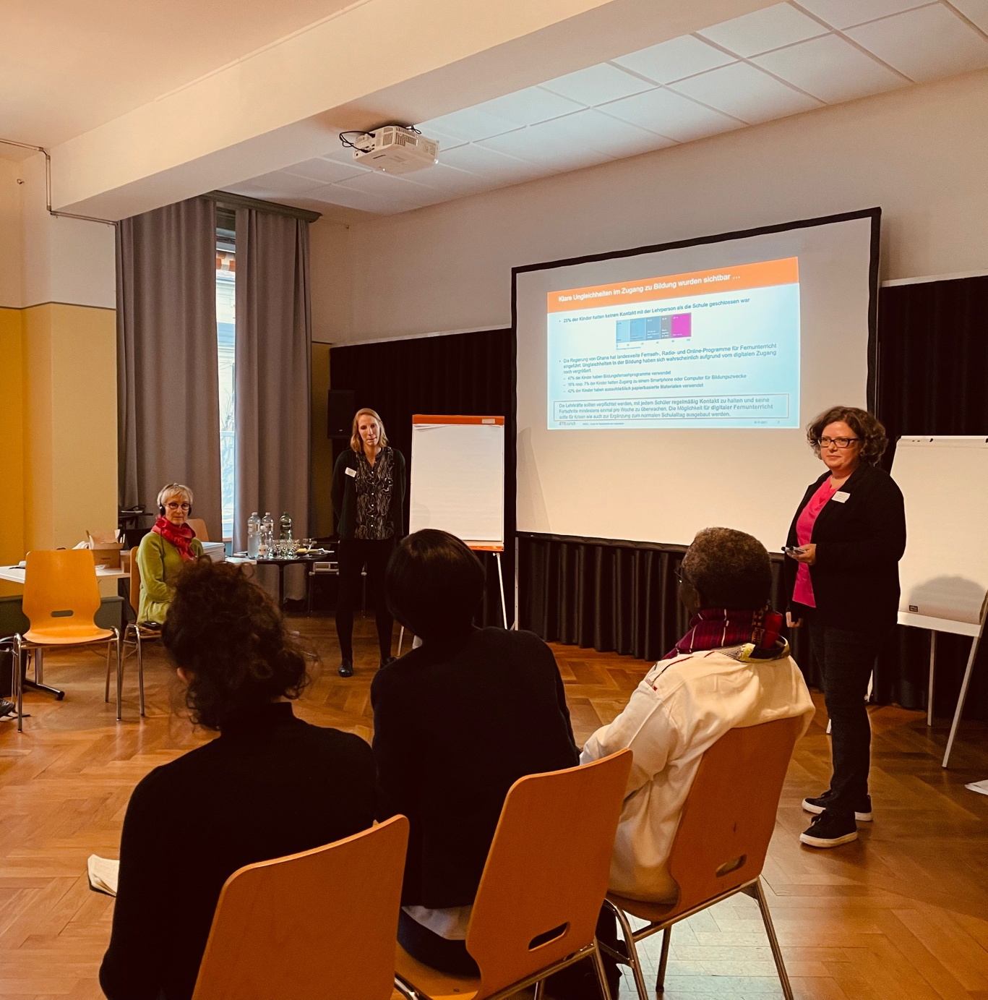 Klare Ungleichheiten im Zugang zu Bildung wurden sichtbar ...
25% der Kinder hatten keinen Kontakt mit der Lehrperson als die Schule geschlossen war
Die Regierung von Ghana hat landesweite Fernseh-, Radio- und Online-Programme für Fernunterricht
eingeführt. Ungleichheiten in der Bildung haben sich wahrscheinlich aufgrund vom digitalen Zugang
noch vergrößert.
– 47% der Kinder haben Bildungsfernsehprogramme verwendet
– 7% der Kinder hatten Zugang zu einem Smartphone oder Computer für Bildungszwecke
– 42% der Kinder haben ausschließlich papierbasierte Materialien verwendet
Die Lehrkräfte sollten verpflichtet werden, mit jedem Schüler regelmäßig Kontakt zu halten und seine
Fortschritte mindestens einmal pro Woche zu überwachen. Die Möglichkeit für digitaler Fernunterricht
sollte für Krisen wie auch zur Ergänzung zum normalen Schulalltag ausgebaut werden.
ETH zürich